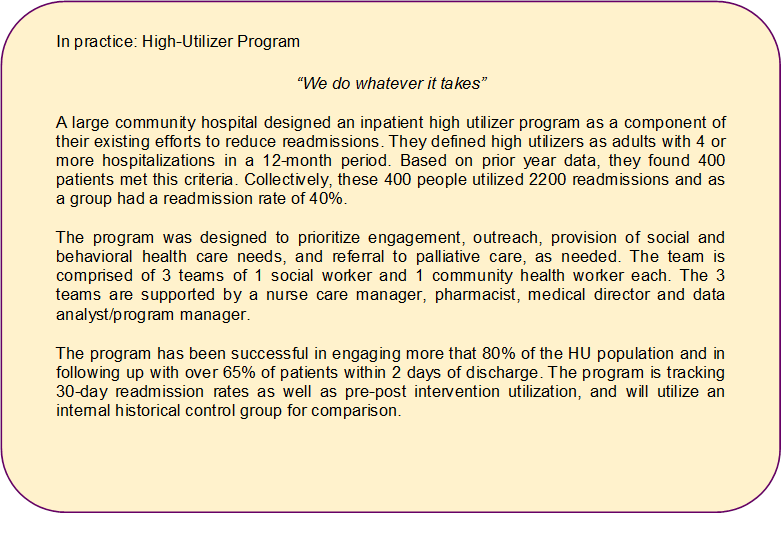 In practice: High-Utilizer Program
“We do whatever it takes”
A large community hospital designed an inpatient high utilizer program as a component of
their existing efforts to reduce readmissions. They defined high utilizers as adults with 4 or
more hospitalizations in a 12-month period. Based on prior year data, they found 400
patients met this criteria. Collectively, these 400 people utilized 2200 readmissions and as
a group had a readmission rate of 40%.
The program was designed to prioritize engagement, outreach, provision of social and
behavioral health care needs, and referral to palliative care, as needed. The team is
comprised of 3 teams of 1 social worker and 1 community health worker each. The 3
teams are supported by a nurse care manager, pharmacist, medical director and data
analyst/program manager.
The program has been successful in engaging more that 80% of the HU population and in
following up with over 65% of patients within 2 days of discharge. The program is tracking
30-day readmission rates as well as pre-post intervention utilization, and will utilize an
internal historical control group for comparison.